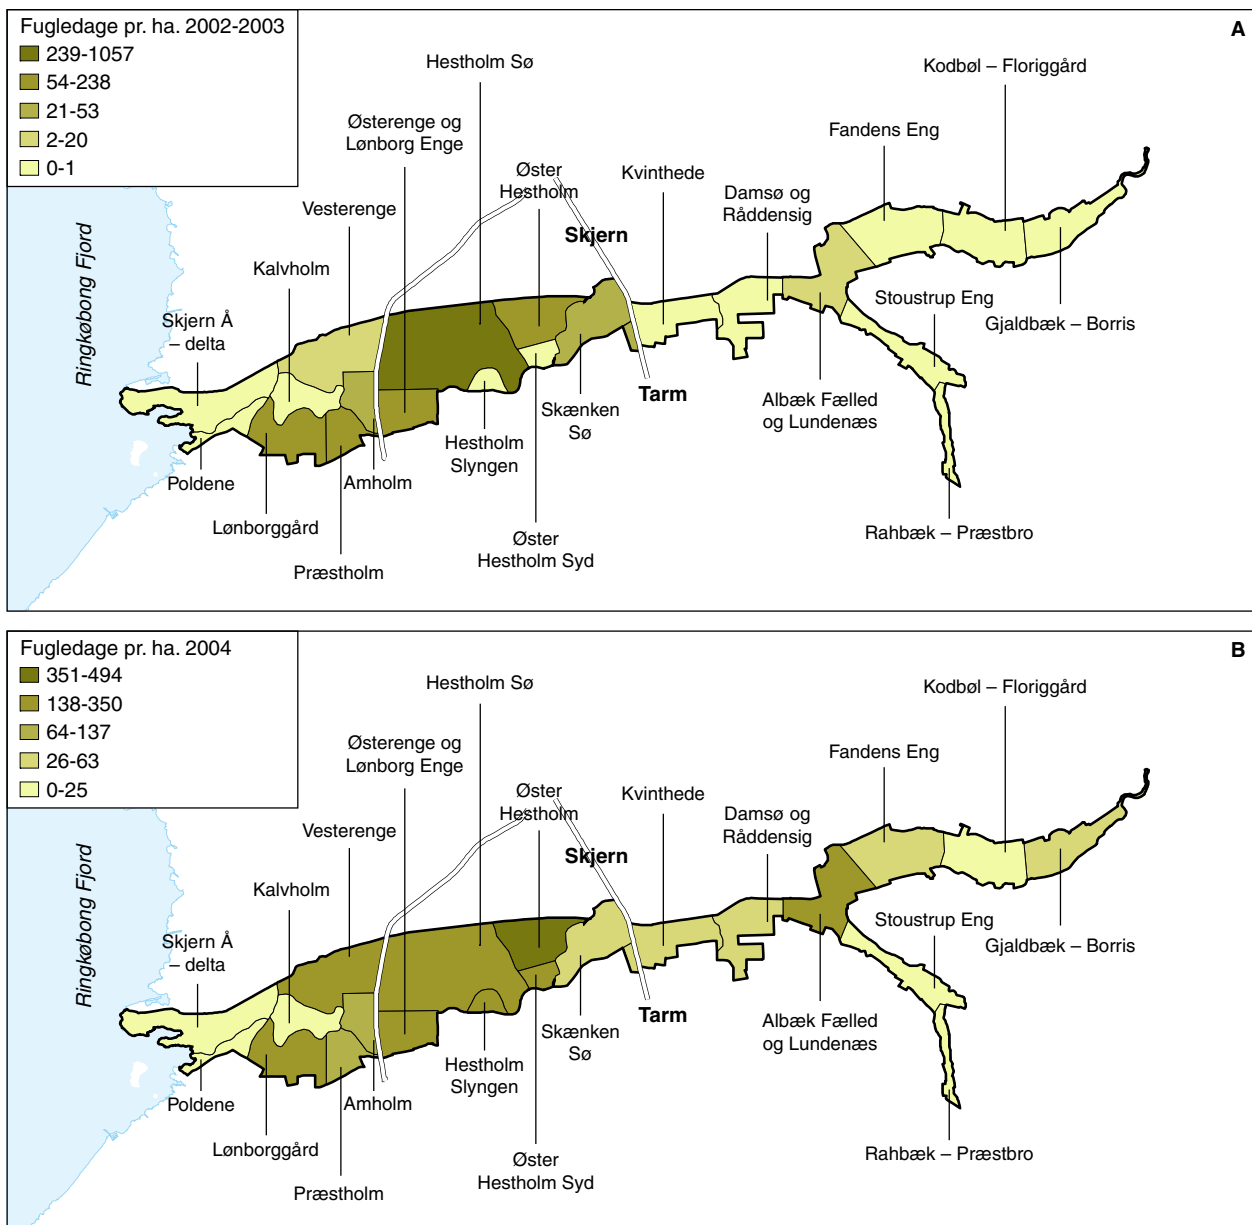 Fugledage pr. ha. 2002-2003
239-1057
54-238
21-53
2-20
0-1
A
Hestholm Sø
Kodbøl – Floriggård
Østerenge og
Lønborg Enge
Fandens Eng
Øster
Hestholm
Kvinthede
Damsø og
Råddensig
Vesterenge
Skjern
Ringkøbong Fjord
Kalvholm
Stoustrup Eng
Skjern Å
– delta
Gjaldbæk – Borris
Tarm
Albæk Fælled
og Lundenæs
Skænken
Sø
Hestholm
Slyngen
Poldene
Amholm
Lønborggård
Rahbæk – Præstbro
Øster
Hestholm Syd
Præstholm
Fugledage pr. ha. 2004
351-494
138-350
64-137
26-63
0-25
B
Hestholm Sø
Kodbøl – Floriggård
Østerenge og
Lønborg Enge
Fandens Eng
Øster
Hestholm
Kvinthede
Damsø og
Råddensig
Vesterenge
Skjern
Ringkøbong Fjord
Kalvholm
Stoustrup Eng
Skjern Å
– delta
Gjaldbæk – Borris
Tarm
Albæk Fælled
og Lundenæs
Skænken
Sø
Hestholm
Slyngen
Poldene
Amholm
Lønborggård
Rahbæk – Præstbro
Øster
Hestholm Syd
Præstholm